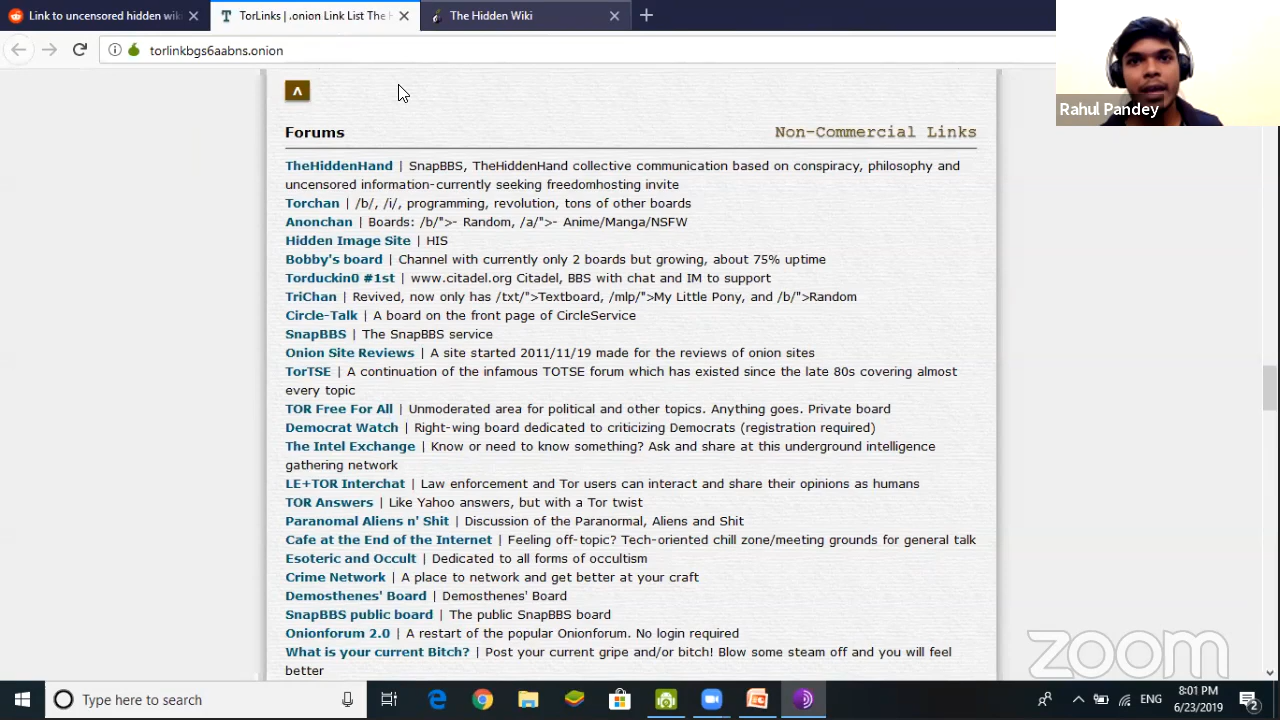 Link to uncensored hidden wiki
TorLinks | .onion Link List The H
The Hidden Wiki
torlinkbgs6aabns.onion
Rahul Pandey
Forums
Non-Commercial Links
TheHiddenHand | SnapBBS, TheHiddenHand collective communication based on conspiracy, philosophy and
uncensored information-currently seeking freedomhosting invite
Torchan | /b/, /i/, programming, revolution, tons of other boards
Anonchan | Boards: /b/">- Random, /a/">- Anime/Manga/NSFW
Hidden Image Site | HIS
Bobby's board | Channel with currently only 2 boards but growing, about 75% uptime
Torduckin0 #1st | www.citadel.org Citadel, BBS with chat and IM to support
TriChan | Revived, now only has /txt/">Textboard, /mlp/">My Little Pony, and /b/">Random
Circle-Talk | A board on the front page of CircleService
SnapBBS | The SnapBBS service
Onion Site Reviews | A site started 2011/11/19 made for the reviews of onion sites
TorTSE | A continuation of the infamous TOTSE forum which has existed since the late 80s covering almost
every topic
TOR Free For All | Unmoderated area for political and other topics. Anything goes. Private board
Democrat Watch | Right-wing board dedicated to criticizing Democrats (registration required)
The Intel Exchange | Know or need to know something? Ask and share at this underground intelligence
gathering network
LE+TOR Interchat | Law enforcement and Tor users can interact and share their opinions as humans
TOR Answers | Like Yahoo answers, but with a Tor twist
Paranomal Aliens n' Shit | Discussion of the Paranormal, Aliens and Shit
Cafe at the End of the Internet | Feeling off-topic? Tech-oriented chill zone/meeting grounds for general talk
Esoteric and Occult | Dedicated to all forms of occultism
Crime Network | A place to network and get better at your craft
Demosthenes' Board | Demosthenes' Board
SnapBBS public board | The public SnapBBS board
Onionforum 2.0 | A restart of the popular Onionforum. No login required
What is your current Bitch? | Post your current gripe and/or bitch! Blow some steam off and you will feel
better
zoom
Type here to search
ENG
8:01 PM
6/23/2019
2